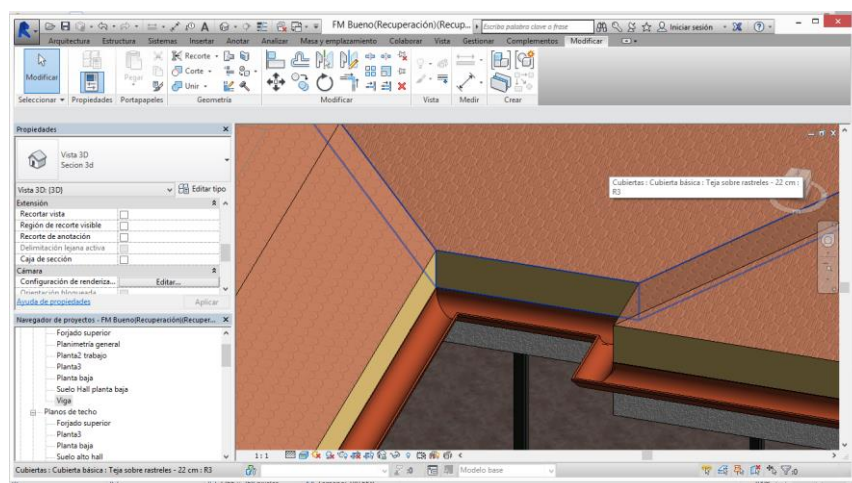 FM Bueno(Recuperación)(Recup...
Escriba palabra clave o frase
Iniciar sesión
Arquitectura Estructura Sistemas Insertar Anotar Analizar Masa y emplazamiento Colaborar Vista Gestionar Complementos Modificar
Modificar
Pegar
Recorte
Corte
Unir
Seleccionar Propiedades Portapapeles Geometría Modificar Vista Medir Crear
Propiedades
Vista 3D
Secion 3d
Vista 3D: {3D}
Editar tipo
Extensión
Recortar vista
Región de recorte visible
Recorte de anotación
Delimitación lejana activa
Caja de sección
Cámara
Configuración de renderiza...
Editar...
Orientación bloqueada
Ayuda de propiedades
Aplicar
Cubiertas : Cubierta básica : Teja sobre rastreles - 22 cm :
R3
Navegador de proyectos - FM Bueno(Recuperación)(Recuper...
Forjado superior
Planimetría general
Planta2 trabajo
Planta3
Planta baja
Suelo Hall planta baja
Viga
Planos de techo
Forjado superior
Planta3
Planta baja
Suelo alto hall
1:1
Cubiertas : Cubierta básica : Teja sobre rastreles - 22 cm : R3
:0
Modelo base
:0